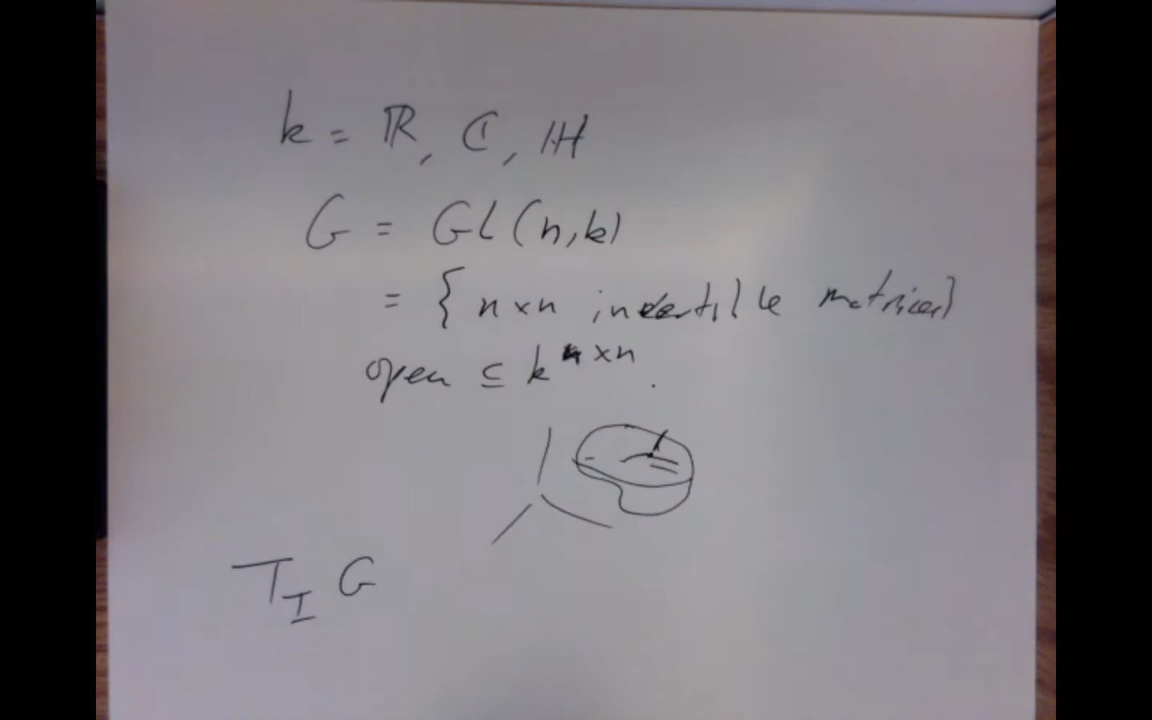 k = ℝ, ℂ, ℍ
G = GL(n,k)
= { n×n invertible matrices}
open ⊆ k^{n×n}.
T_I G